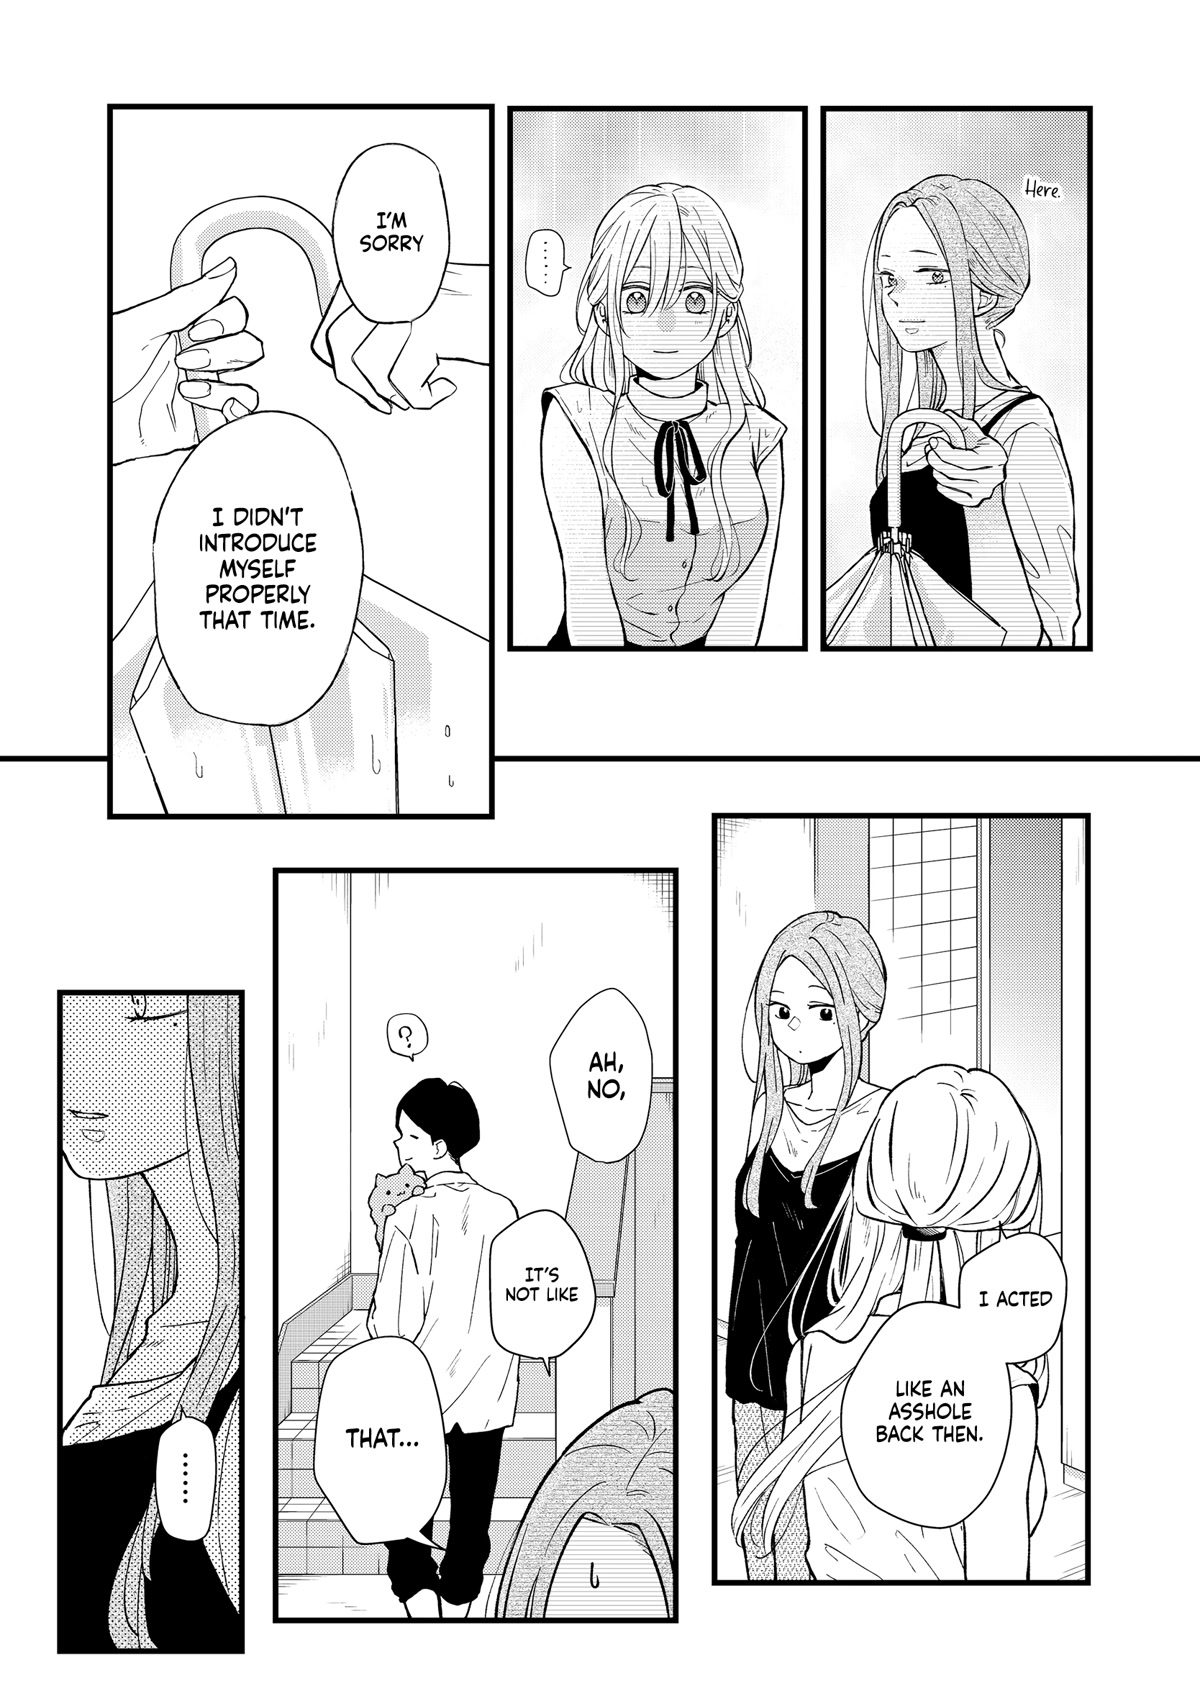 Here.
.......
I'M
SORRY
I DIDN'T
INTRODUCE
MYSELF
PROPERLY
THAT TIME.
I ACTED
LIKE AN
ASSHOLE
BACK THEN.
AH,
NO,
?
IT'S
NOT LIKE
THAT...
.......